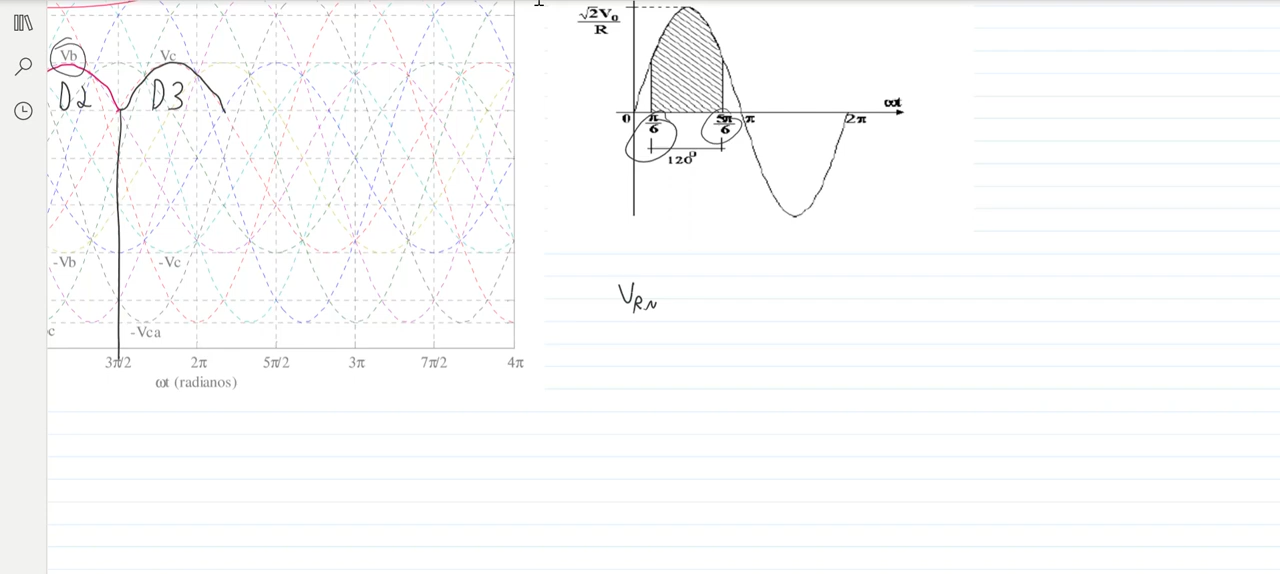 Vb Vc
D2 D3
-Vb -Vc
c -Vca
3π/2 2π 5π/2 3π 7π/2 4π
ωt (radianos)
√2V₀
R
ωt
0 π/6 5π/6 π 2π
120º
V_RN